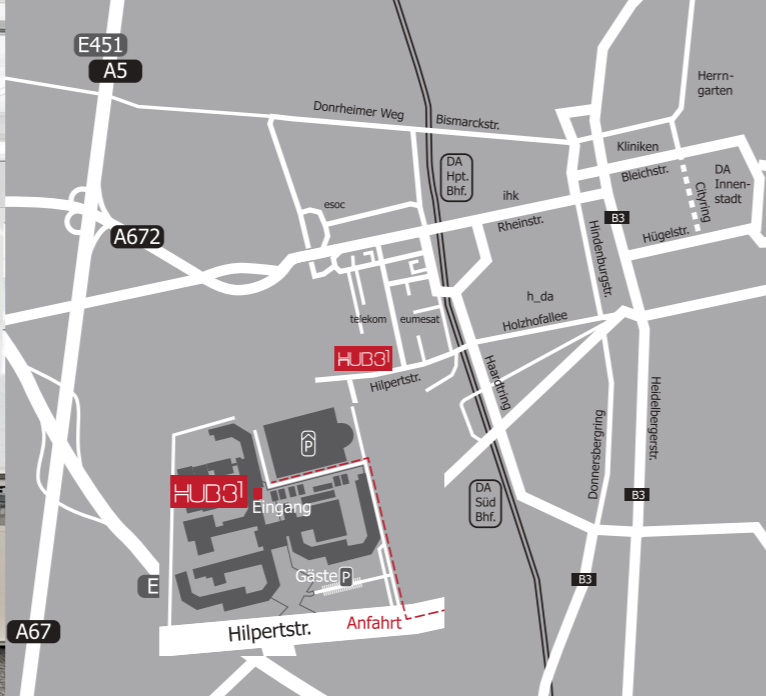 E451
A5
Herrn-
garten
Donrheimer Weg
Bismarckstr.
Kliniken
DA
Hpt.
Bhf.
Bleichstr.
DA
Innen-
stadt
Cityring
esoc
ihk
Rheinstr.
B3
Hügelstr.
A672
Hindenburgstr.
h_da
telekom
eumesat
Holzhofallee
HUB31
Hilpertstr.
Haardtring
Heidelbergerstr.
Donnersbergring
P
HUB31
Eingang
DA
Süd
Bhf.
B3
Gäste P
E
B3
A67
Hilpertstr.
Anfahrt